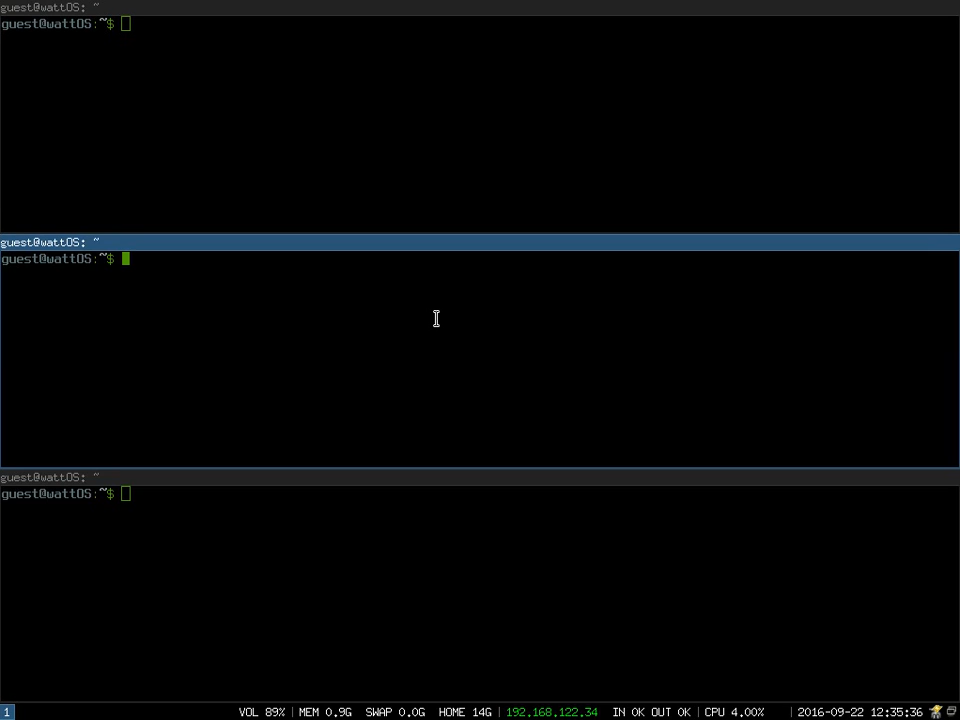 guest@wattOS: ~
guest@wattOS:~$
guest@wattOS: ~
guest@wattOS:~$
guest@wattOS: ~
guest@wattOS:~$
1 VOL 89% | MEM 0.9G SWAP 0.0G HOME 14G | 192.168.122.34 IN OK OUT OK | CPU 4.00% | 2016-09-22 12:35:36